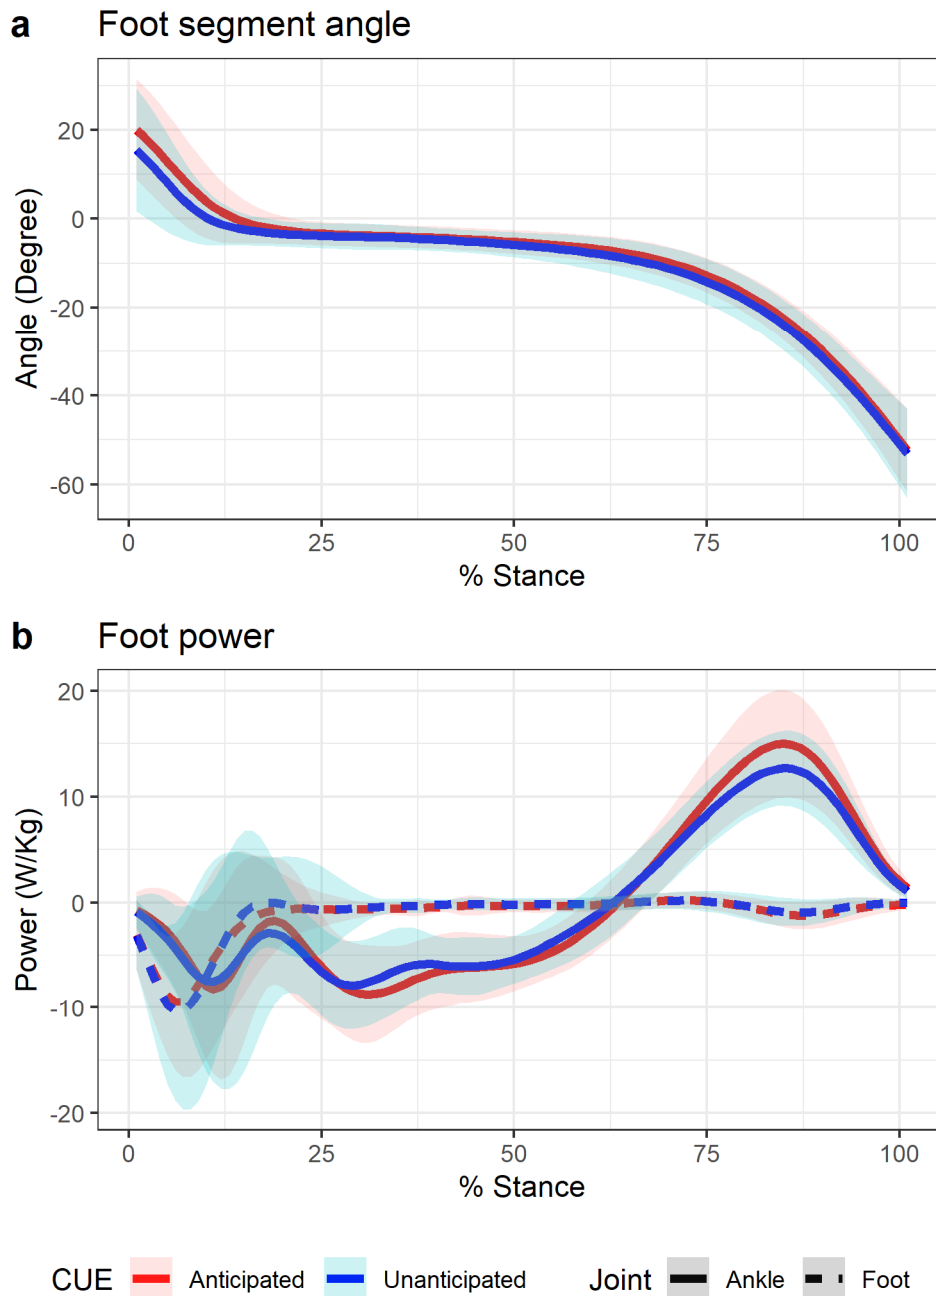 a Foot segment angle
20
0
-20
-40
-60
Angle (Degree)
0 25 50 75 100
% Stance
b Foot power
20
10
0
-10
-20
Power (W/Kg)
0 25 50 75 100
% Stance
CUE Anticipated Unanticipated Joint Ankle Foot